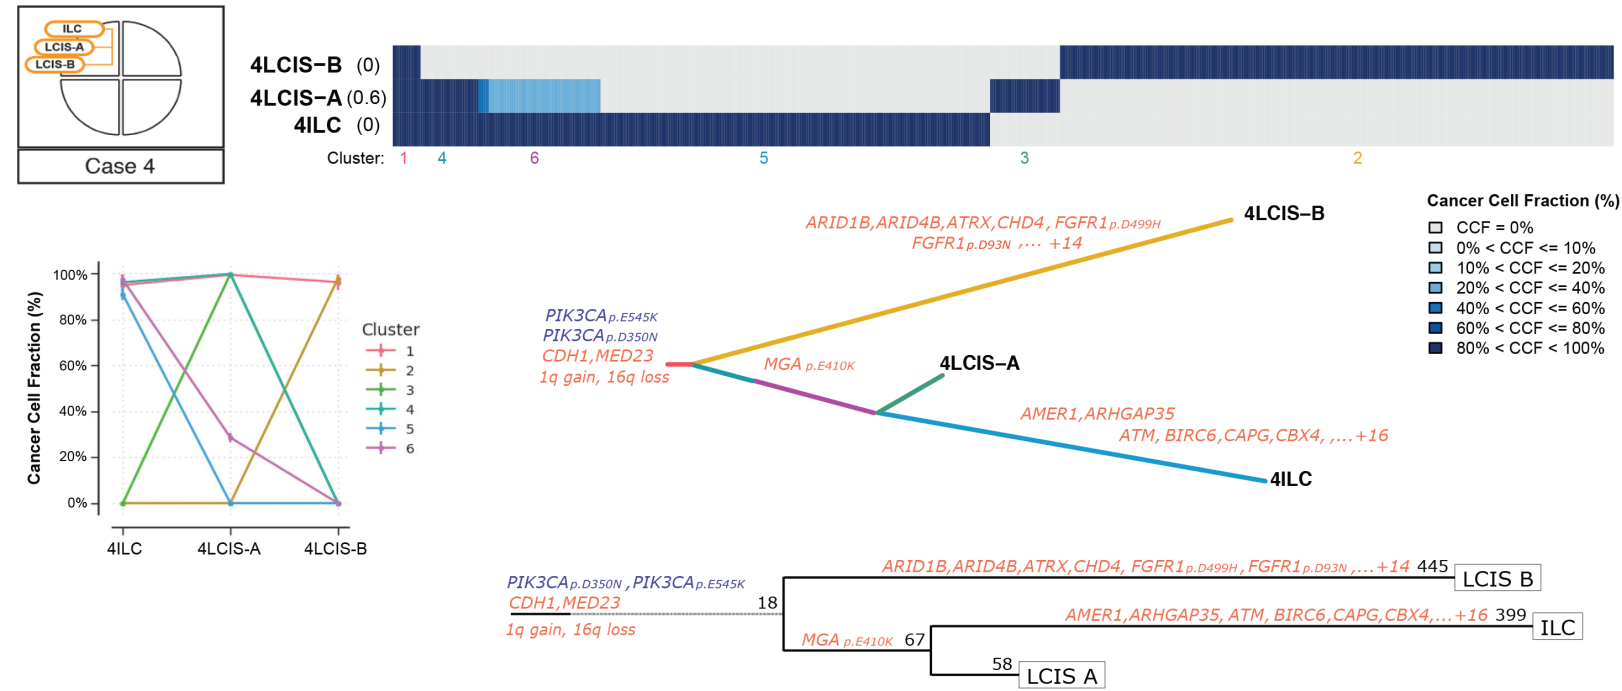 ILC
LCIS-A
LCIS-B
Case 4
4LCIS–B (0)
4LCIS–A (0.6)
4ILC (0)
Cluster: 1 4 6 5 3 2
Cancer Cell Fraction (%)
CCF = 0%
0% < CCF <= 10%
10% < CCF <= 20%
20% < CCF <= 40%
40% < CCF <= 60%
60% < CCF <= 80%
80% < CCF < 100%
Cancer Cell Fraction (%)
100%
80%
60%
40%
20%
0%
4ILC 4LCIS-A 4LCIS-B
Cluster
1
2
3
4
5
6
ARID1B,ARID4B,ATRX,CHD4, FGFR1p.D499H
FGFR1p.D93N ,... +14
4LCIS–B
PIK3CAp.E545K
PIK3CAp.D350N
CDH1,MED23
1q gain, 16q loss
MGA p.E410K
4LCIS–A
AMER1,ARHGAP35
ATM, BIRC6,CAPG,CBX4, ,...+16
4ILC
PIK3CAp.D350N ,PIK3CAp.E545K
CDH1,MED23
1q gain, 16q loss
18
ARID1B,ARID4B,ATRX,CHD4, FGFR1p.D499H, FGFR1p.D93N ,...+14 445 LCIS B
AMER1,ARHGAP35, ATM, BIRC6,CAPG,CBX4,...+16 399 ILC
MGA p.E410K 67
58 LCIS A